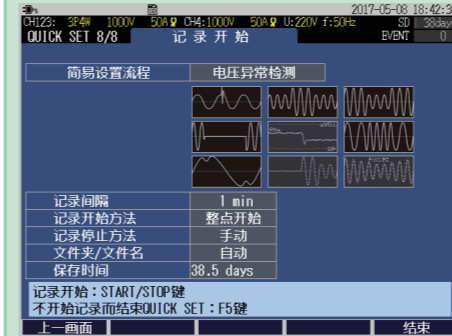 2017-05-08 18:42:3
CH123: 3P4W 1000V 50A CH4:1000V 50A U:220V f:50Hz SD 38day
QUICK SET 8/8 记录开始 EVENT 0
简易设置流程 电压异常检测
记录间隔 1 min
记录开始方法 整点开始
记录停止方法 手动
文件夹/文件名 自动
保存时间 38.5 days
记录开始：START/STOP键
不开始记录而结束QUICK SET：F5键
上一画面 结束